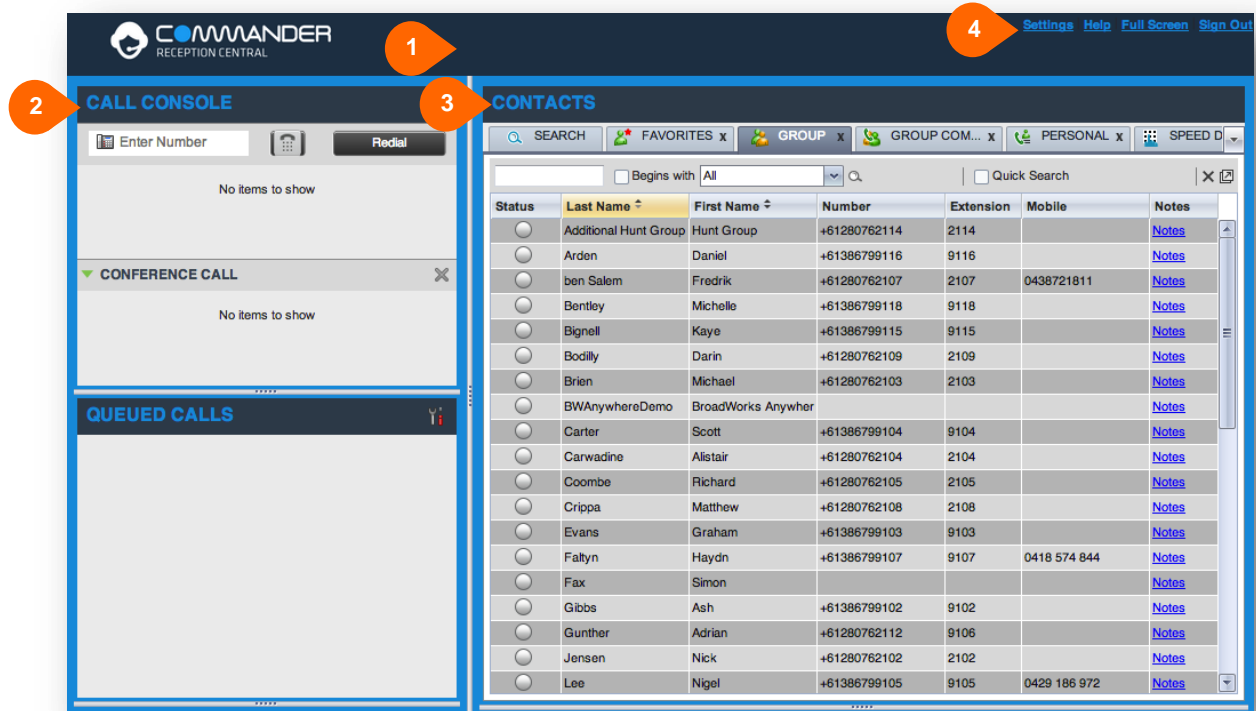 COMMANDER
RECEPTION CENTRAL
1
4
Settings Help Full Screen Sign Out
2
CALL CONSOLE
Enter Number
Redial
No items to show
CONFERENCE CALL
No items to show
QUEUED CALLS
3
CONTACTS
SEARCH FAVORITES x GROUP x GROUP COM... x PERSONAL x SPEED D
Begins with All Quick Search
Status Last Name First Name Number Extension Mobile Notes
Additional Hunt Group Hunt Group +61280762114 2114 Notes
Arden Daniel +61386799116 9116 Notes
ben Salem Fredrik +61280762107 2107 0438721811 Notes
Bentley Michelle +61386799118 9118 Notes
Bignell Kaye +61386799115 9115 Notes
Bodilly Darin +61280762109 2109 Notes
Brien Michael +61280762103 2103 Notes
BWAnywhereDemo BroadWorks Anywher Notes
Carter Scott +61386799104 9104 Notes
Carwadine Alistair +61280762104 2104 Notes
Coombe Richard +61280762105 2105 Notes
Crippa Matthew +61280762108 2108 Notes
Evans Graham +61386799103 9103 Notes
Faltyn Haydn +61386799107 9107 0418 574 844 Notes
Fax Simon Notes
Gibbs Ash +61386799102 9102 Notes
Gunther Adrian +61280762112 9106 Notes
Jensen Nick +61280762102 2102 Notes
Lee Nigel +61386799105 9105 0429 186 972 Notes